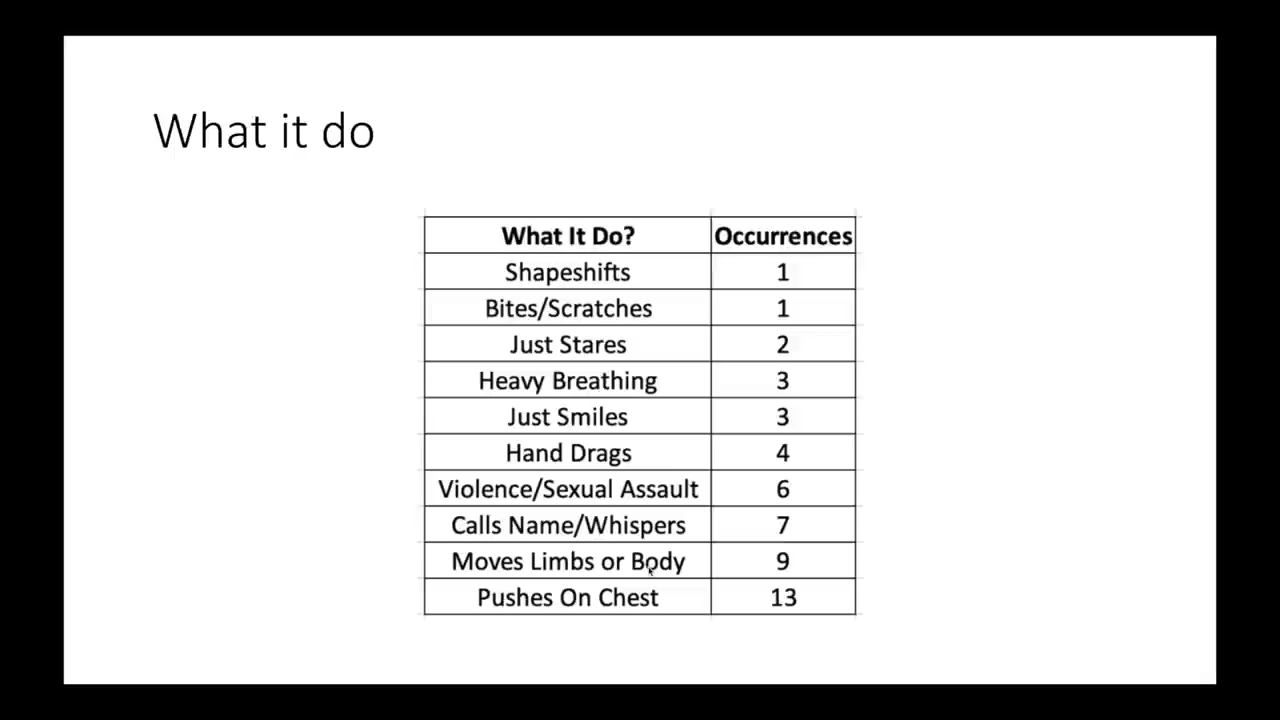 What it do
What It Do? Occurrences
Shapeshifts 1
Bites/Scratches 1
Just Stares 2
Heavy Breathing 3
Just Smiles 3
Hand Drags 4
Violence/Sexual Assault 6
Calls Name/Whispers 7
Moves Limbs or Body 9
Pushes On Chest 13